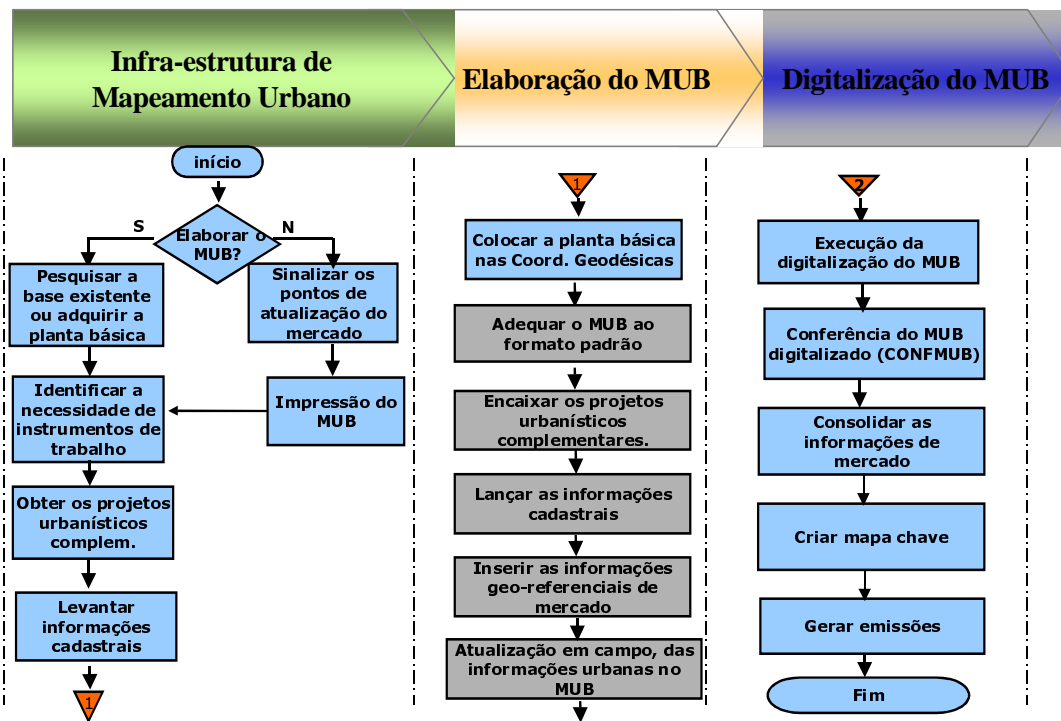 Infra-estrutura de
Mapeamento Urbano
Elaboração do MUB
Digitalização do MUB
início
S
Elaborar o
MUB?
N
Pesquisar a
base existente
ou adquirir a
planta básica
Sinalizar os
pontos de
atualização do
mercado
Identificar a
necessidade de
instrumentos de
trabalho
Impressão do
MUB
Obter os projetos
urbanísticos
complem.
Levantar
informações
cadastrais
1
1
Colocar a planta básica
nas Coord. Geodésicas
Adequar o MUB ao
formato padrão
Encaixar os projetos
urbanísticos
complementares.
Lançar as informações
cadastrais
Inserir as informações
geo-referenciais de
mercado
Atualização em campo, das
informações urbanas no
MUB
2
Execução da
digitalização do MUB
Conferência do MUB
digitalizado (CONFMUB)
Consolidar as
informações de
mercado
Criar mapa chave
Gerar emissões
Fim